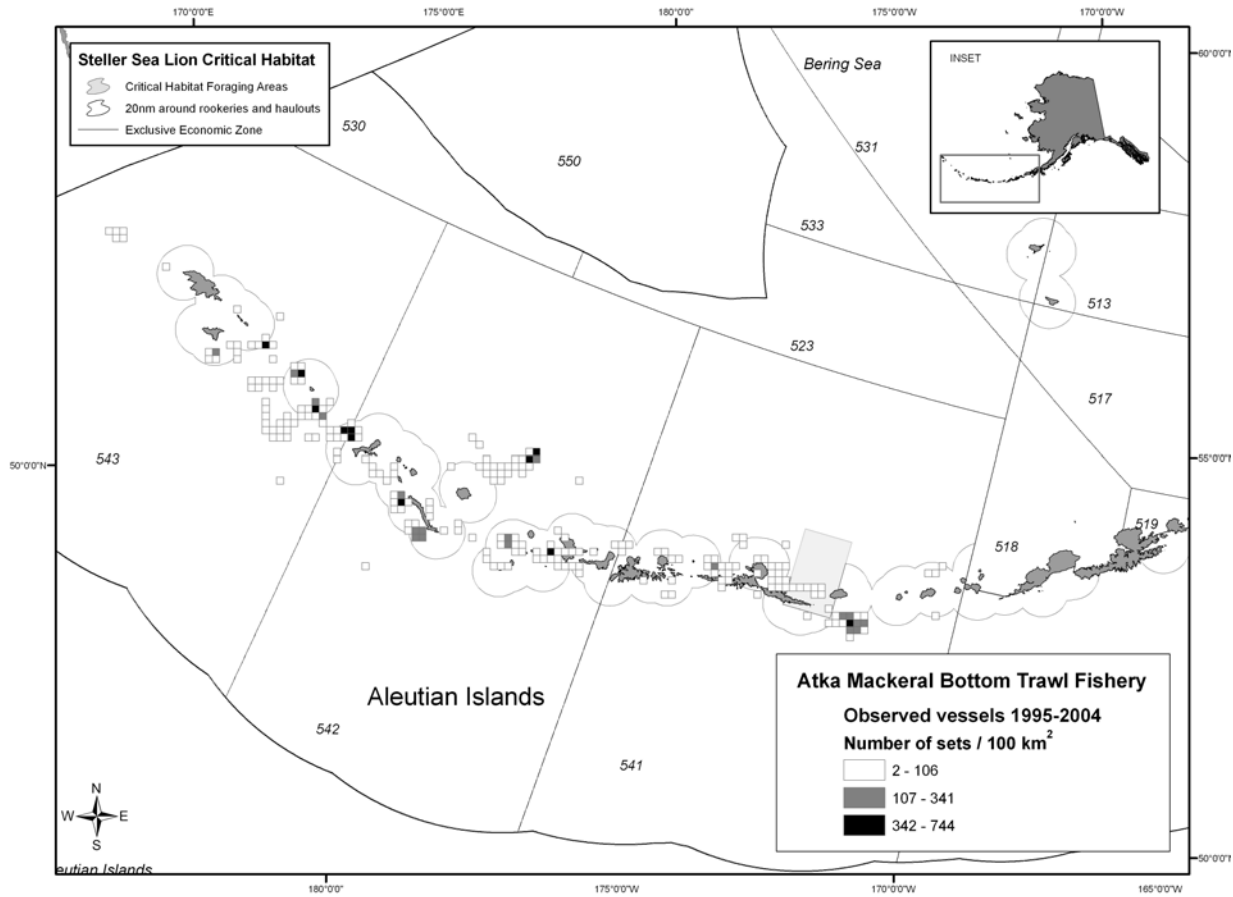 170°0'0"E
175°0'0"E
180°0'0"
175°0'0"W
170°0'0"W
Steller Sea Lion Critical Habitat
Critical Habitat Foraging Areas
20nm around rookeries and haulouts
Exclusive Economic Zone
Bering Sea
INSET
60°0'0"N
530
550
531
533
513
523
517
543
50°0'0"N
55°0'0"N
519
518
Aleutian Islands
542
541
Atka Mackeral Bottom Trawl Fishery
Observed vessels 1995-2004
Number of sets / 100 km²
2 - 106
107 - 341
342 - 744
N
W E
S
eutian Islands
50°0'0"N
180°0'0"
175°0'0"W
170°0'0"W
165°0'0"W